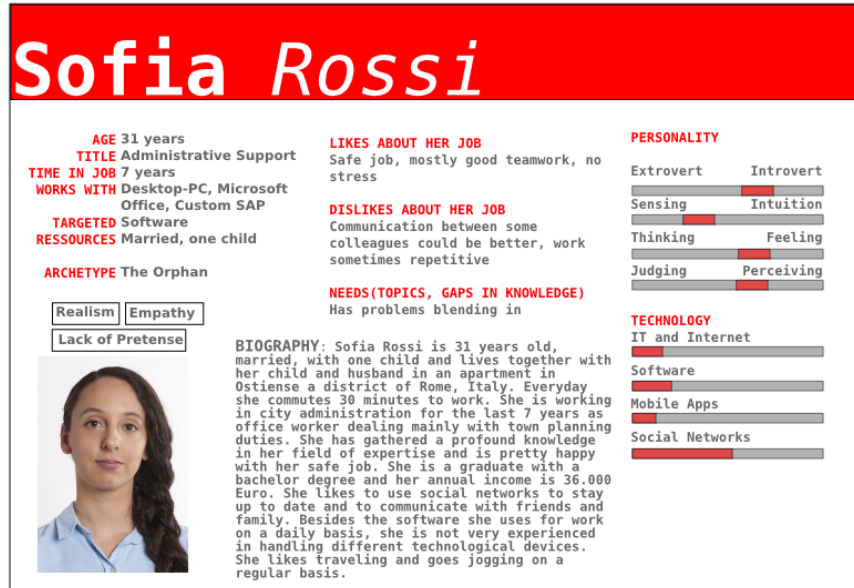 Sofia Rossi
AGE 31 years
TITLE Administrative Support
TIME IN JOB 7 years
WORKS WITH Desktop-PC, Microsoft
Office, Custom SAP
TARGETED Software
RESSOURCES Married, one child
ARCHETYPE The Orphan
Realism Empathy
Lack of Pretense
LIKES ABOUT HER JOB
Safe job, mostly good teamwork, no
stress
DISLIKES ABOUT HER JOB
Communication between some
colleagues could be better, work
sometimes repetitive
NEEDS(TOPICS, GAPS IN KNOWLEDGE)
Has problems blending in
BIOGRAPHY: Sofia Rossi is 31 years old,
married, with one child and lives together with
her child and husband in an apartment in
Ostiense a district of Rome, Italy. Everyday
she commutes 30 minutes to work. She is working
in city administration for the last 7 years as
office worker dealing mainly with town planning
duties. She has gathered a profound knowledge
in her field of expertise and is pretty happy
with her safe job. She is a graduate with a
bachelor degree and her annual income is 36.000
Euro. She likes to use social networks to stay
up to date and to communicate with friends and
family. Besides the software she uses for work
on a daily basis, she is not very experienced
in handling different technological devices.
She likes traveling and goes jogging on a
regular basis.
PERSONALITY
Extrovert Introvert
Sensing Intuition
Thinking Feeling
Judging Perceiving
TECHNOLOGY
IT and Internet
Software
Mobile Apps
Social Networks